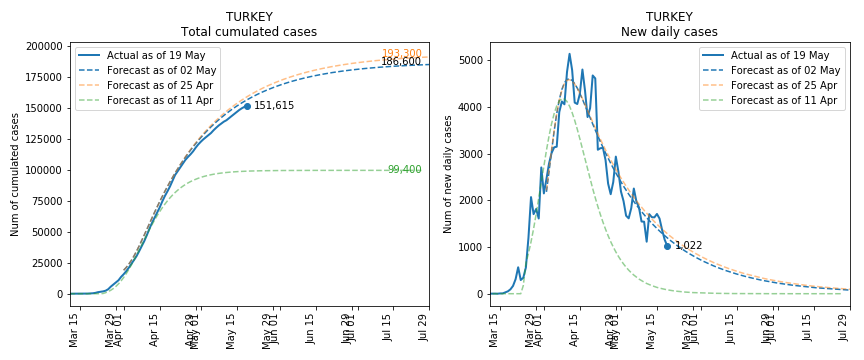 TURKEY
Total cumulated cases
Num of cumulated cases
200000
175000
150000
125000
100000
75000
50000
25000
0
Actual as of 19 May
Forecast as of 02 May
Forecast as of 25 Apr
Forecast as of 11 Apr
193,300
186,600
151,615
99,400
Mar 15
Mar 29
Apr 01
Apr 15
Apr 29
May 01
May 15
May 29
Jun 01
Jun 15
Jun 29
Jul 01
Jul 15
Jul 29
TURKEY
New daily cases
Num of new daily cases
5000
4000
3000
2000
1000
0
Actual as of 19 May
Forecast as of 02 May
Forecast as of 25 Apr
Forecast as of 11 Apr
1,022
Mar 15
Mar 29
Apr 01
Apr 15
Apr 29
May 01
May 15
May 29
Jun 01
Jun 15
Jun 29
Jul 01
Jul 15
Jul 29